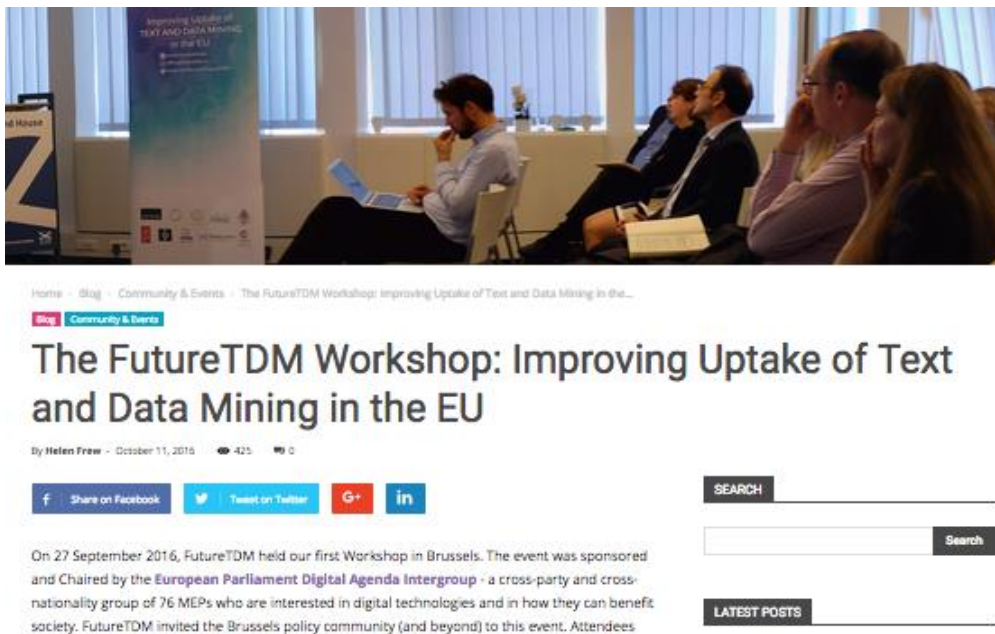 Improving Uptake of
TEXT AND DATA MINING
in the EU
nd House
Home
Blog
Community & Events
The FutureTDM Workshop: Improving Uptake of Text and Data Mining in the...
Blog
Community & Events
The FutureTDM Workshop: Improving Uptake of Text
and Data Mining in the EU
By Helen Frew - October 11, 2016
425
0
f Share on Facebook
Tweet on Twitter
G+
in
SEARCH
Search
On 27 September 2016, FutureTDM held our first Workshop in Brussels. The event was sponsored
and Chaired by the European Parliament Digital Agenda Intergroup - a cross-party and cross-
nationality group of 76 MEPs who are interested in digital technologies and in how they can benefit
society. FutureTDM invited the Brussels policy community (and beyond) to this event. Attendees
LATEST POSTS